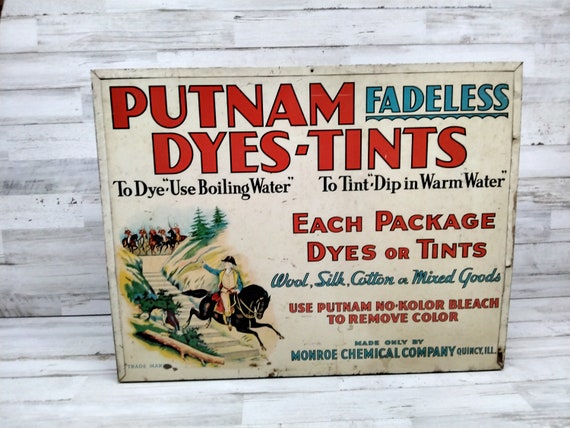 PUTNAM FADELESS
DYES-TINTS
To Dye·"Use Boiling Water" To Tint·"Dip in Warm Water"
EACH PACKAGE
DYES OR TINTS
Wool, Silk, Cotton or Mixed Goods
USE PUTNAM NO-KOLOR BLEACH
TO REMOVE COLOR
MADE ONLY BY
MONROE CHEMICAL COMPANY QUINCY, ILL.
TRADE MARK